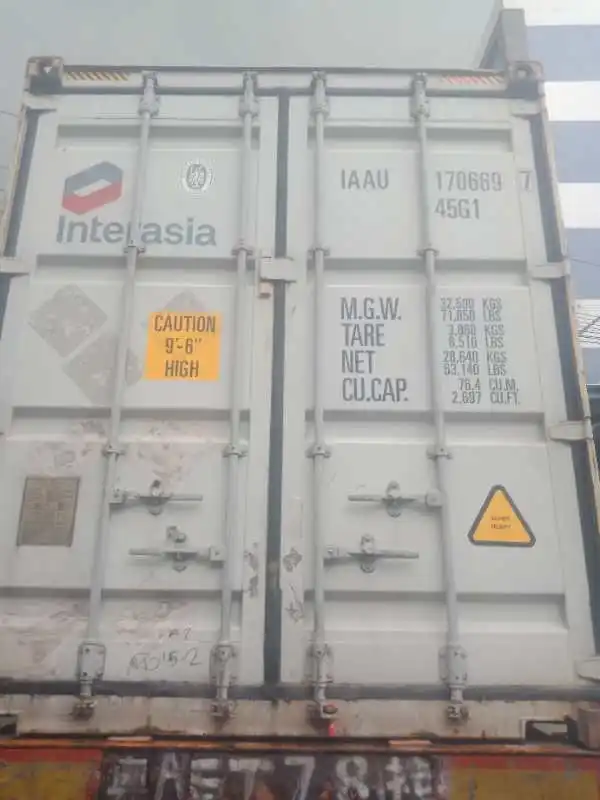 Interasia
IAAU 170669 7
45G1
CAUTION
9'-6"
HIGH
M.G.W. 32,500 KGS
71,650 LBS
TARE 3,860 KGS
8,510 LBS
NET 28,640 KGS
63,140 LBS
CU.CAP. 76.4 CU.M.
2,697 CU.FT.